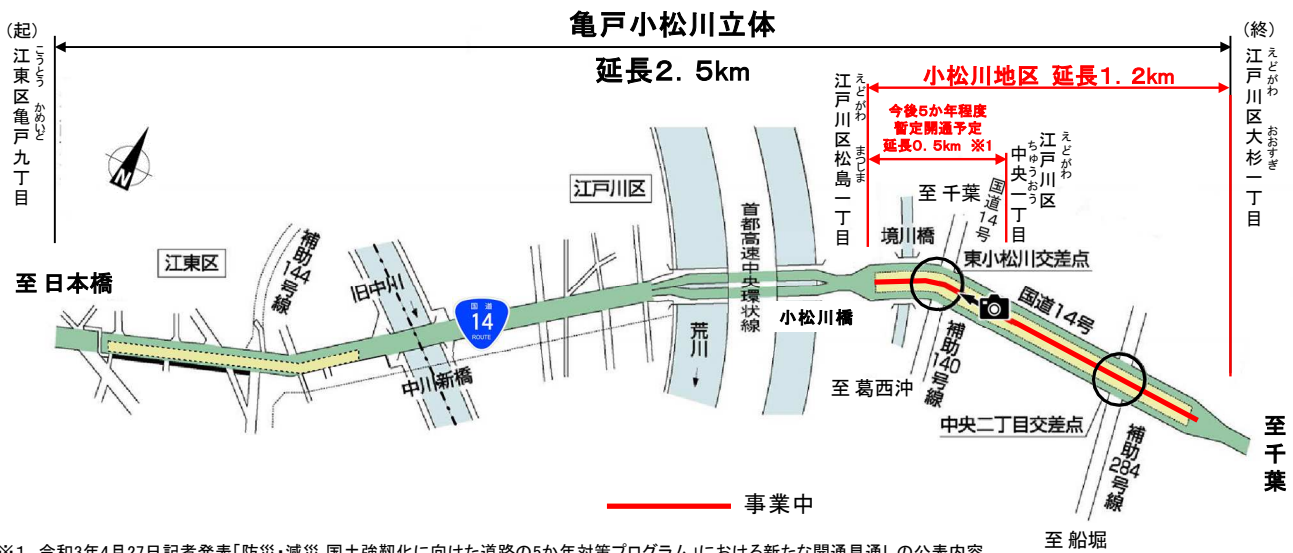 亀戸小松川立体
延長2.5km
(起)
江東区亀戸九丁目
こうとう
かめいど
(終)
江戸川区大杉一丁目
えどがわ
おおすぎ
小松川地区 延長1.2km
江戸川区松島一丁目
えどがわ
まつしま
今後5か年程度
暫定開通予定
延長0.5km ※1
江戸川区
えどがわ
中央一丁目
ちゅうおう
N
江東区
江戸川区
至 日本橋
補助144号線
旧中川
中川新橋
国道
14
ROUTE
荒川
首都高速中央環状線
小松川橋
境川橋
至 千葉
国道14号
東小松川交差点
国道14号
補助140号線
至 葛西沖
中央二丁目交差点
補助284号線
至 船堀
至千葉
事業中
※1 令和3年4月27日記者発表「防災・減災、国土強靱化に向けた道路の5か年対策プログラム」における新たな開通見通しの公表内容